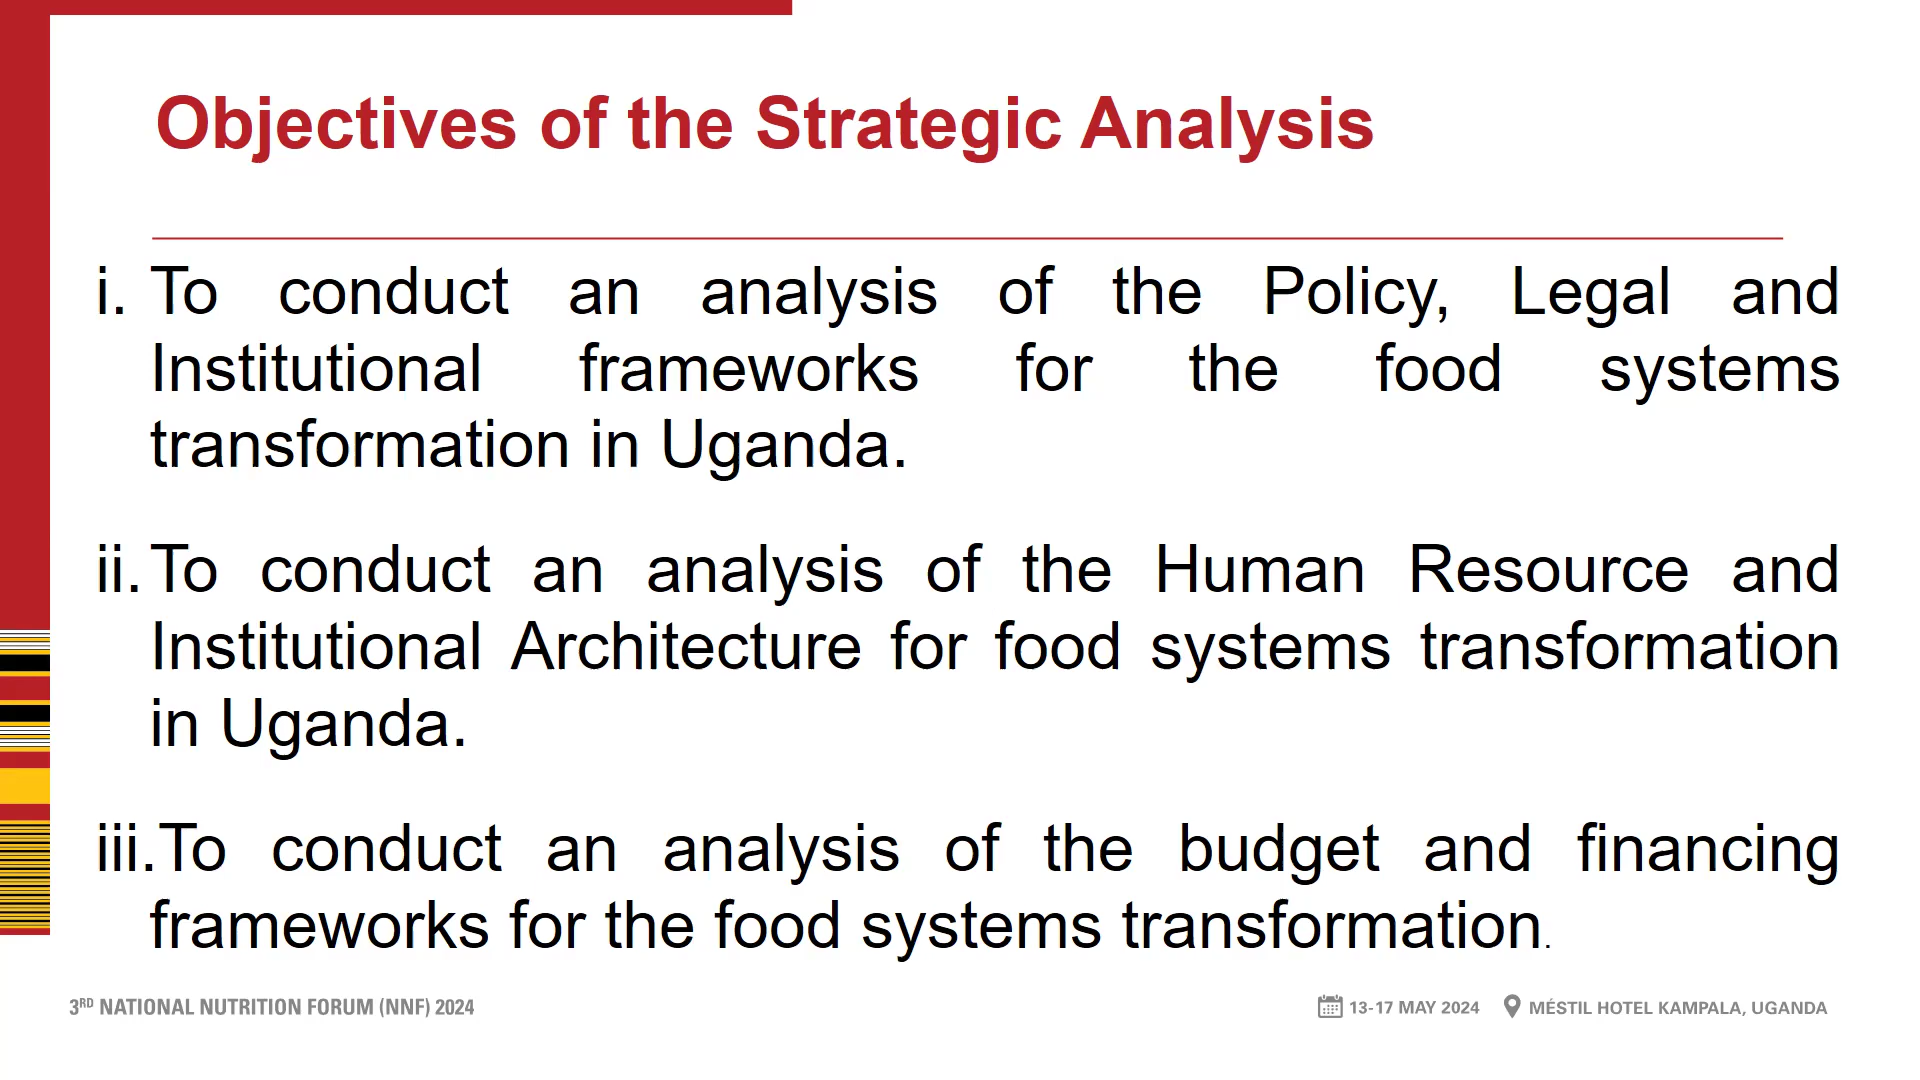 Objectives of the Strategic Analysis
i. To conduct an analysis of the Policy, Legal and
Institutional frameworks for the food systems
transformation in Uganda.
ii. To conduct an analysis of the Human Resource and
Institutional Architecture for food systems transformation
in Uganda.
iii. To conduct an analysis of the budget and financing
frameworks for the food systems transformation.
3RD NATIONAL NUTRITION FORUM (NNF) 2024
13-17 MAY 2024 MÉSTIL HOTEL KAMPALA, UGANDA